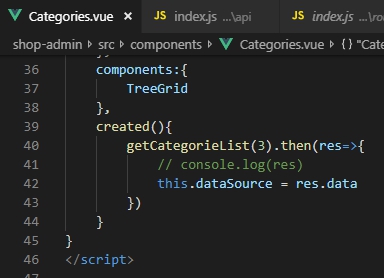 Categories.vue × JS index.js ...\api JS index.js ...\ro
shop-admin > src > components > Categories.vue > {} "Cate
36 components:{
37 TreeGrid
38 },
39 created(){
40 getCategorieList(3).then(res=>{
41 // console.log(res)
42 this.dataSource = res.data
43 })
44 }
45 }
46 </script>